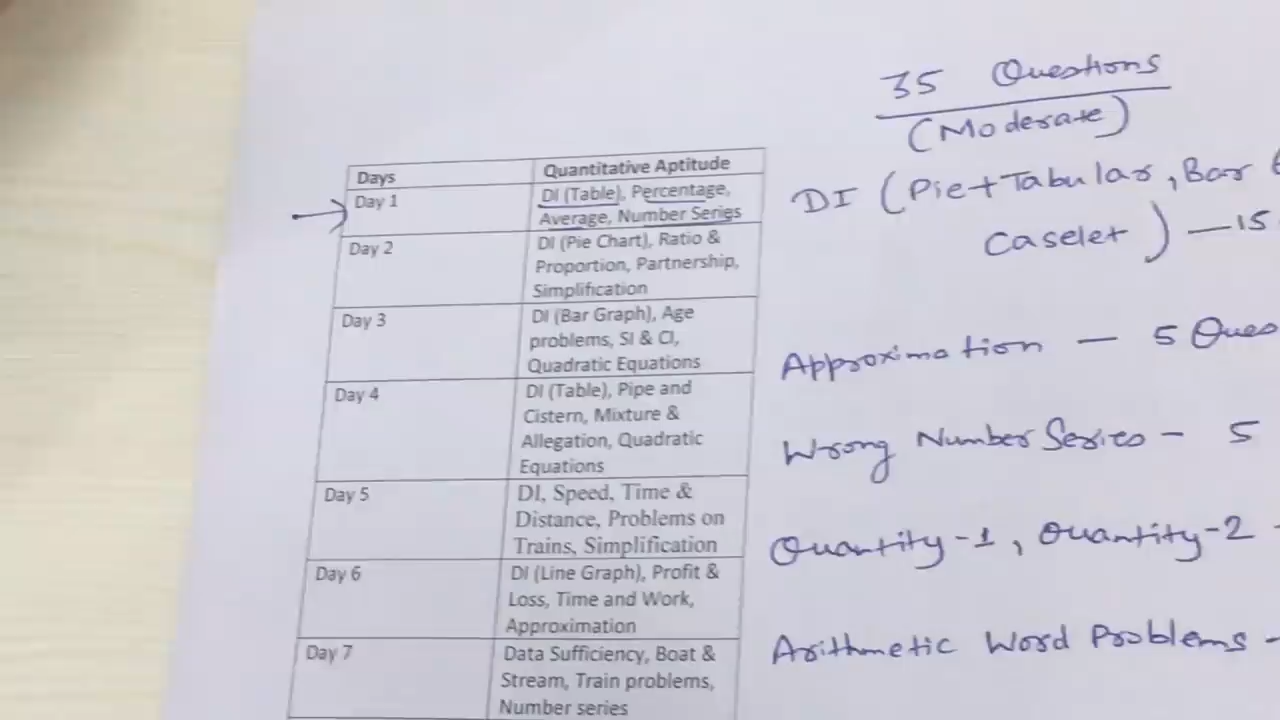 35 Questions
(Moderate)
Days Quantitative Aptitude
Day 1 DI (Table), Percentage,
Average, Number Series
Day 2 DI (Pie Chart), Ratio &
Proportion, Partnership,
Simplification
Day 3 DI (Bar Graph), Age
problems, SI & CI,
Quadratic Equations
Day 4 DI (Table), Pipe and
Cistern, Mixture &
Allegation, Quadratic
Equations
Day 5 DI, Speed, Time &
Distance, Problems on
Trains, Simplification
Day 6 DI (Line Graph), Profit &
Loss, Time and Work,
Approximation
Day 7 Data Sufficiency, Boat &
Stream, Train problems,
Number series
DI (Pie+Tabular, Bar
Caselet) - 15
Approximation - 5 Ques
Wrong Number Series - 5
Quantity-1, Quantity-2 -
Arithmetic Word Problems -